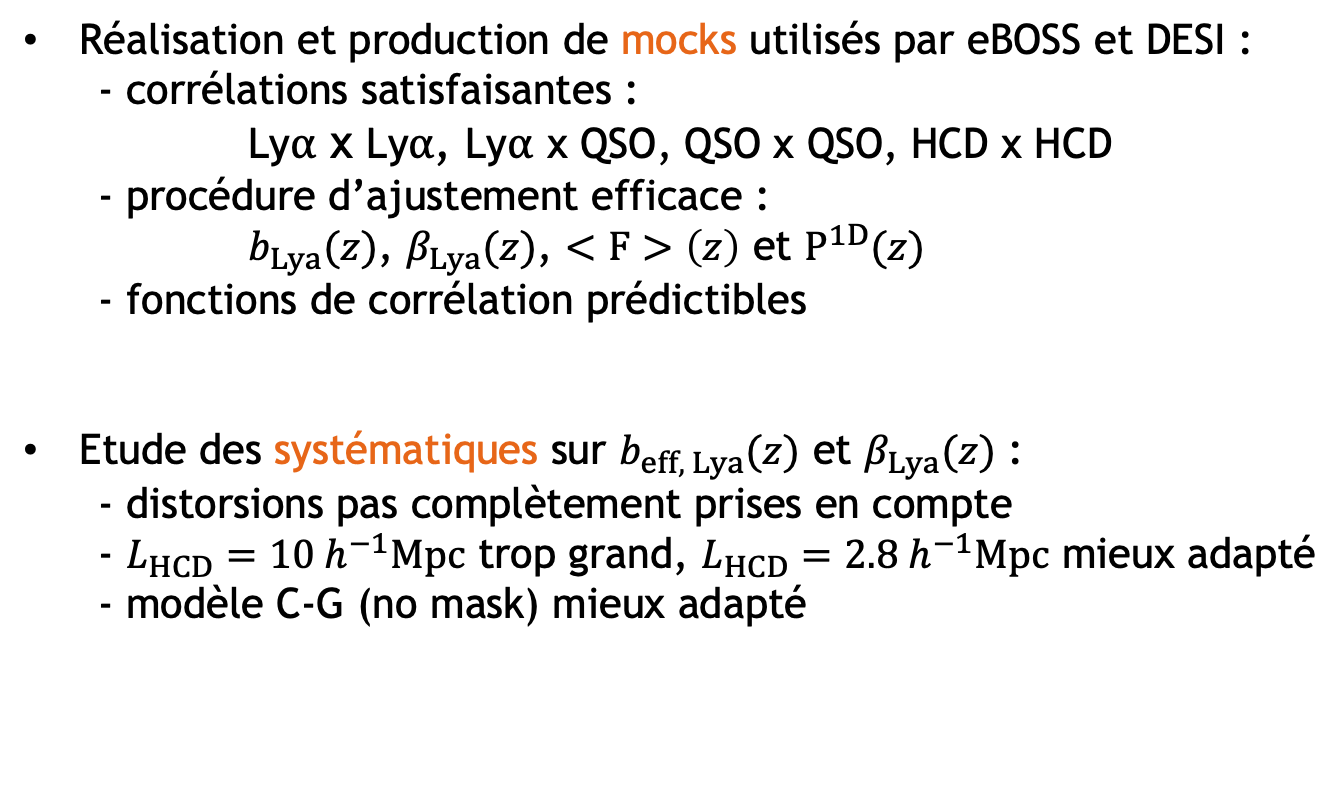 • Réalisation et production de mocks utilisés par eBOSS et DESI :
- corrélations satisfaisantes :
Lyα x Lyα, Lyα x QSO, QSO x QSO, HCD x HCD
- procédure d’ajustement efficace :
b_Lya(z), β_Lya(z), < F > (z) et P^1D(z)
- fonctions de corrélation prédictibles
• Etude des systématiques sur b_eff, Lya(z) et β_Lya(z) :
- distorsions pas complètement prises en compte
- L_HCD = 10 h⁻¹Mpc trop grand, L_HCD = 2.8 h⁻¹Mpc mieux adapté
- modèle C-G (no mask) mieux adapté